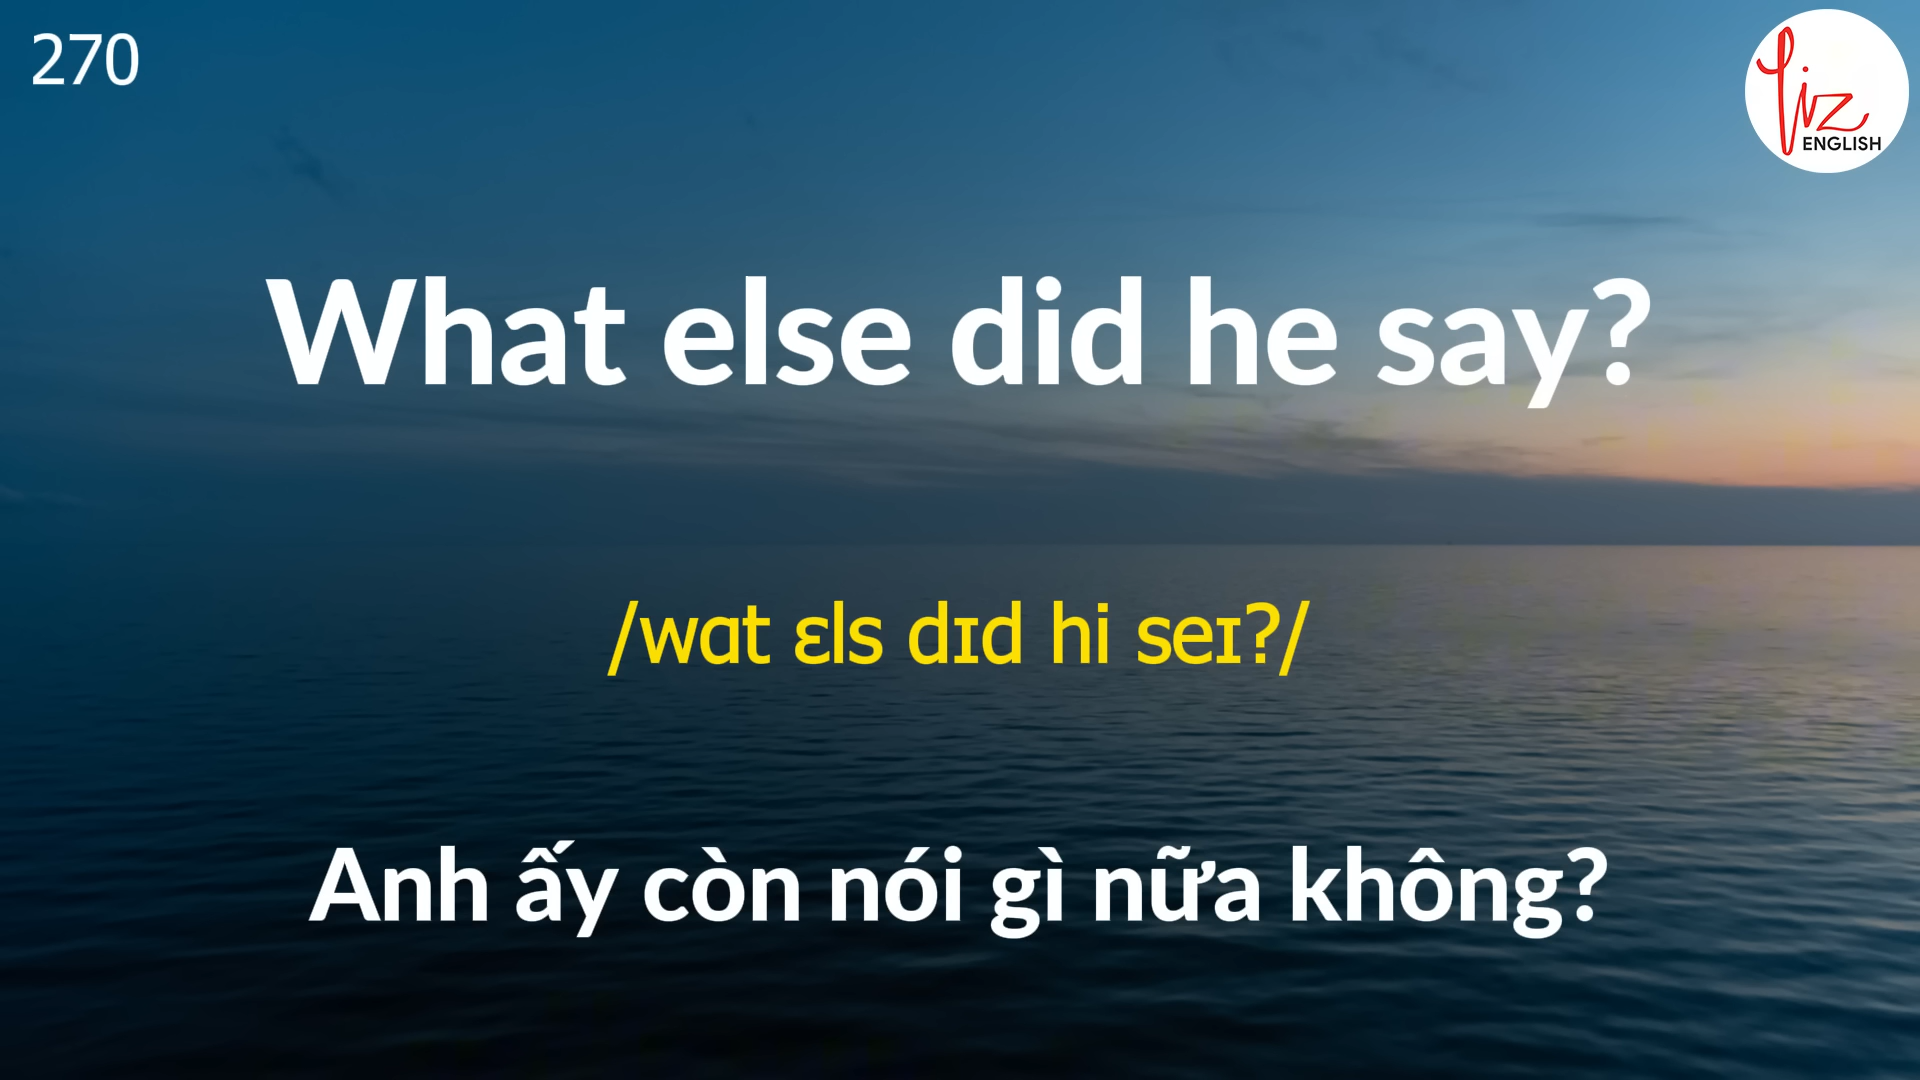 270
Liz
ENGLISH
What else did he say?
/wɑt ɛls dɪd hi seɪ?/
Anh ấy còn nói gì nữa không?